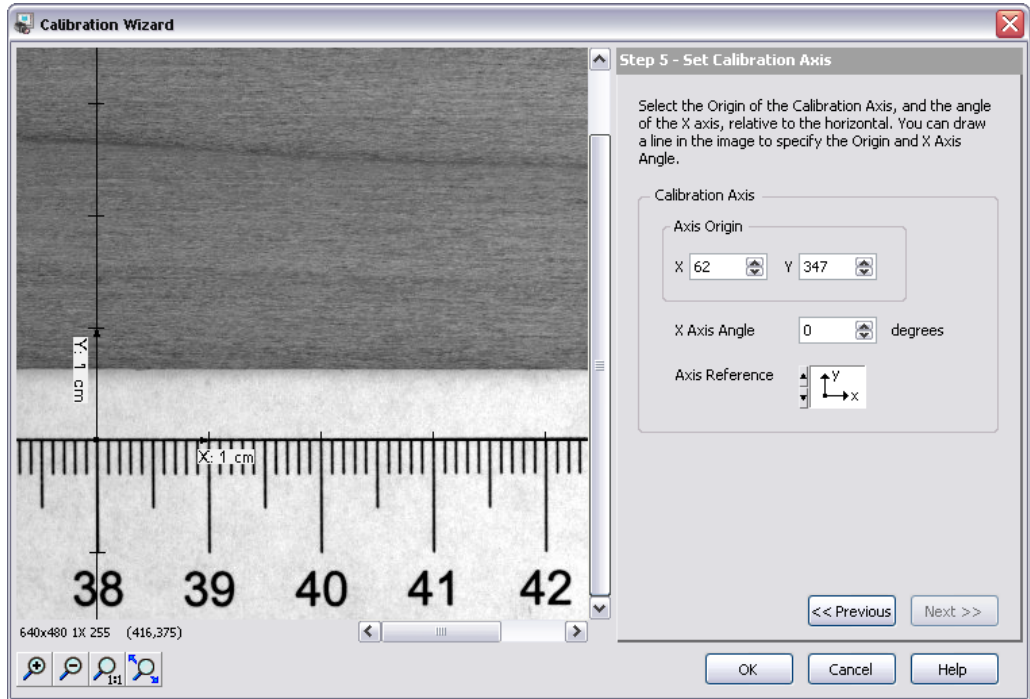 Calibration Wizard
Step 5 - Set Calibration Axis
Select the Origin of the Calibration Axis, and the angle
of the X axis, relative to the horizontal. You can draw
a line in the image to specify the Origin and X Axis
Angle.
Calibration Axis
Axis Origin
X 62 Y 347
X Axis Angle 0 degrees
Axis Reference y x
Y: 1 cm
X: 1 cm
38 39 40 41 42
<< Previous Next >>
640x480 1X 255 (416,375)
1:1
OK Cancel Help